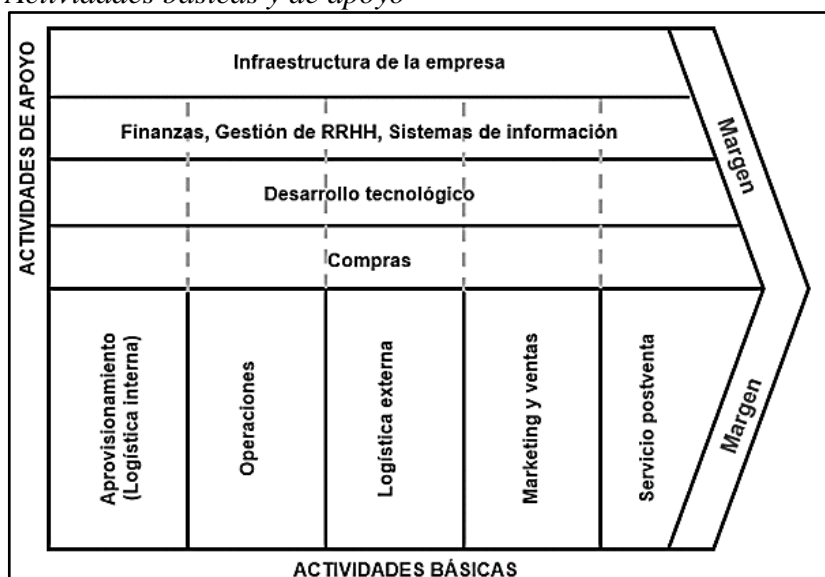 Actividades básicas y de apoyo
ACTIVIDADES DE APOYO
Infraestructura de la empresa
Finanzas, Gestión de RRHH, Sistemas de información
Desarrollo tecnológico
Compras
Margen
Aprovisionamiento
(Logística interna)
Operaciones
Logística externa
Marketing y ventas
Servicio postventa
Margen
ACTIVIDADES BÁSICAS